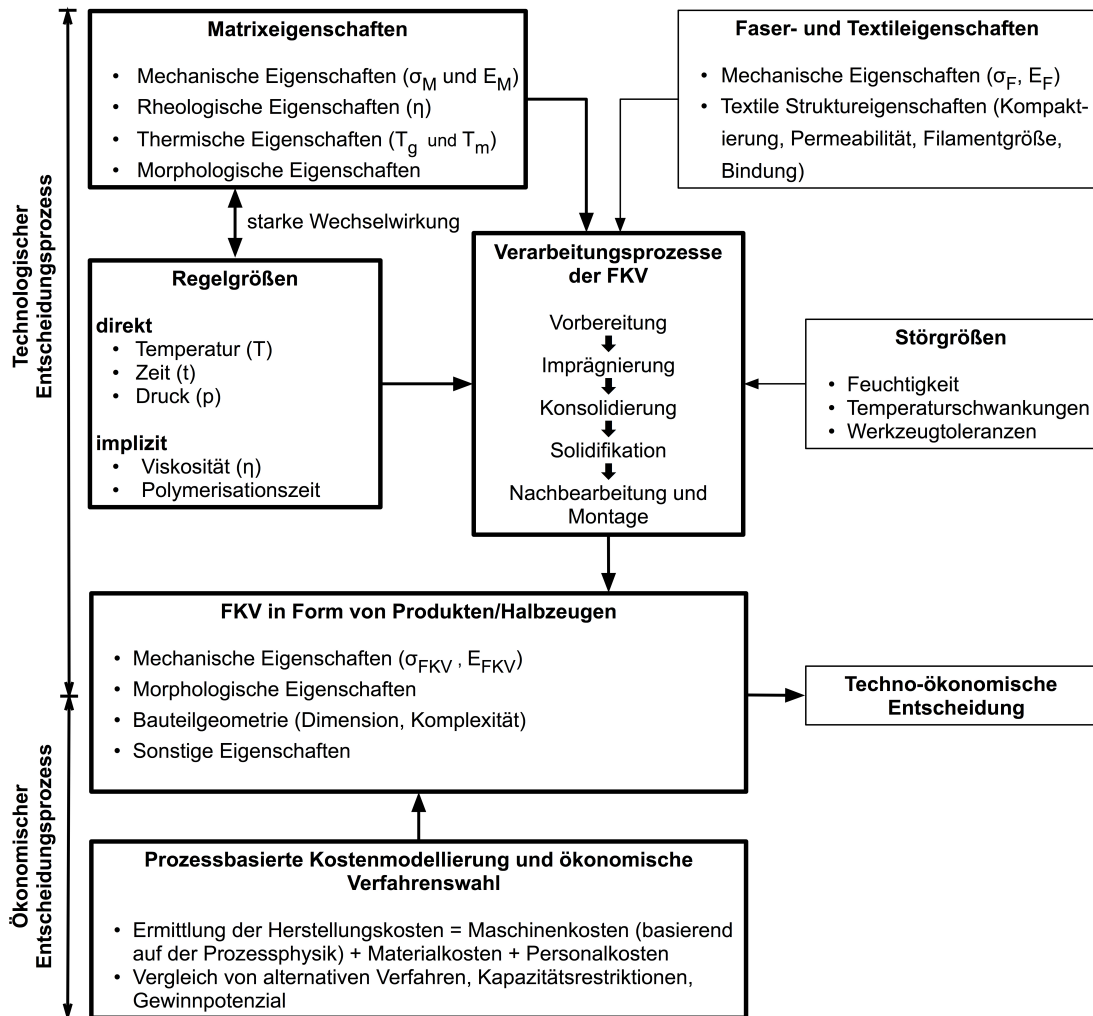 Technologischer
Entscheidungsprozess
Matrixeigenschaften
• Mechanische Eigenschaften (σM und EM)
• Rheologische Eigenschaften (η)
• Thermische Eigenschaften (Tg und Tm)
• Morphologische Eigenschaften
Faser- und Textileigenschaften
• Mechanische Eigenschaften (σF, EF)
• Textile Struktureigenschaften (Kompakt-
ierung, Permeabilität, Filamentgröße,
Bindung)
starke Wechselwirkung
Regelgrößen
direkt
• Temperatur (T)
• Zeit (t)
• Druck (p)
implizit
• Viskosität (η)
• Polymerisationszeit
Verarbeitungsprozesse
der FKV
Vorbereitung
Imprägnierung
Konsolidierung
Solidifikation
Nachbearbeitung und
Montage
Störgrößen
• Feuchtigkeit
• Temperaturschwankungen
• Werkzeugtoleranzen
FKV in Form von Produkten/Halbzeugen
• Mechanische Eigenschaften (σFKV , EFKV)
• Morphologische Eigenschaften
• Bauteilgeometrie (Dimension, Komplexität)
• Sonstige Eigenschaften
Techno-ökonomische
Entscheidung
Ökonomischer
Entscheidungsprozess
Prozessbasierte Kostenmodellierung und ökonomische
Verfahrenswahl
• Ermittlung der Herstellungskosten = Maschinenkosten (basierend
auf der Prozessphysik) + Materialkosten + Personalkosten
• Vergleich von alternativen Verfahren, Kapazitätsrestriktionen,
Gewinnpotenzial